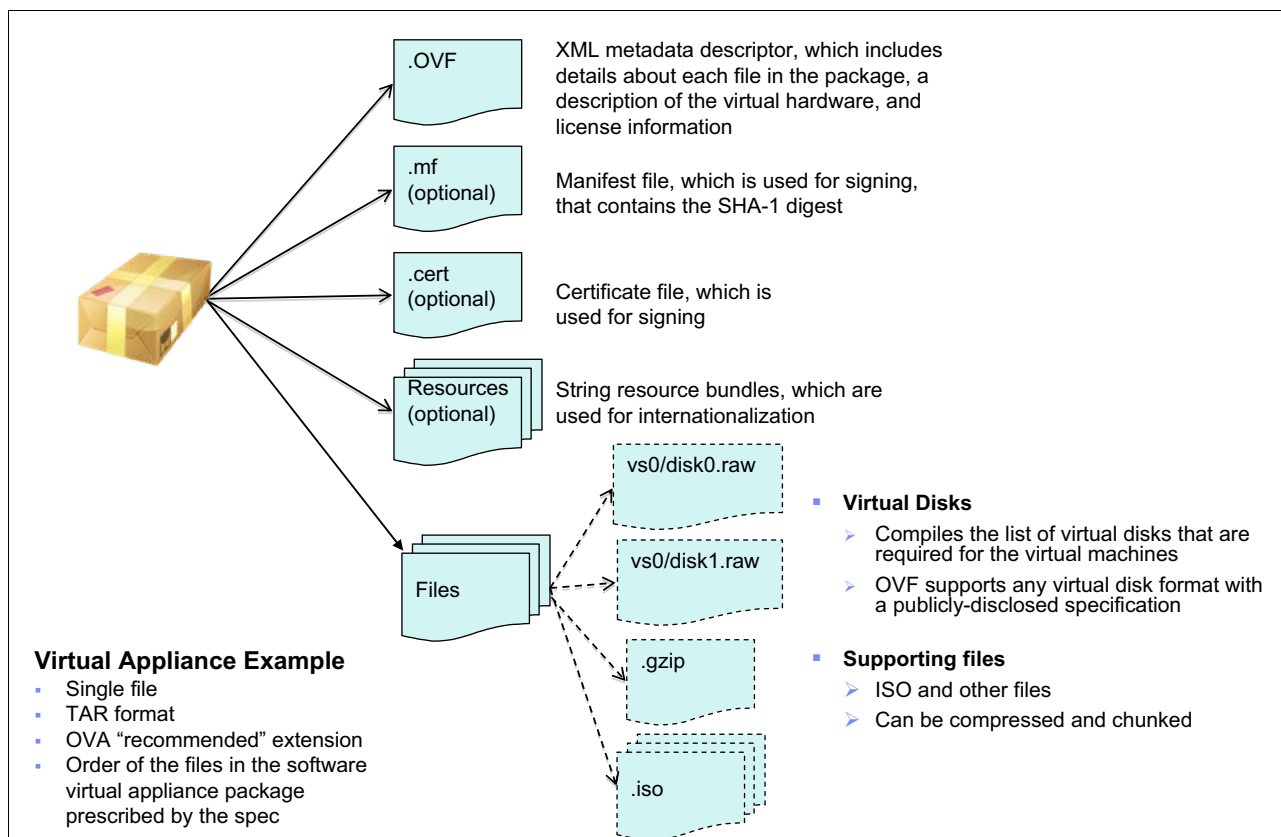 .OVF
XML metadata descriptor, which includes
details about each file in the package, a
description of the virtual hardware, and
license information
.mf
(optional)
Manifest file, which is used for signing,
that contains the SHA-1 digest
.cert
(optional)
Certificate file, which is
used for signing
Resources
(optional)
String resource bundles, which are
used for internationalization
Files
vs0/disk0.raw
vs0/disk1.raw
.gzip
.iso
Virtual Disks
Compiles the list of virtual disks that are
required for the virtual machines
OVF supports any virtual disk format with
a publicly-disclosed specification
Supporting files
ISO and other files
Can be compressed and chunked
Virtual Appliance Example
Single file
TAR format
OVA “recommended” extension
Order of the files in the software
virtual appliance package
prescribed by the spec